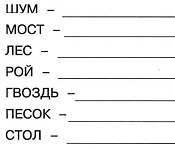 ШУМ –
МОСТ –
ЛЕС –
РОЙ –
ГВОЗДЬ –
ПЕСОК –
СТОЛ –